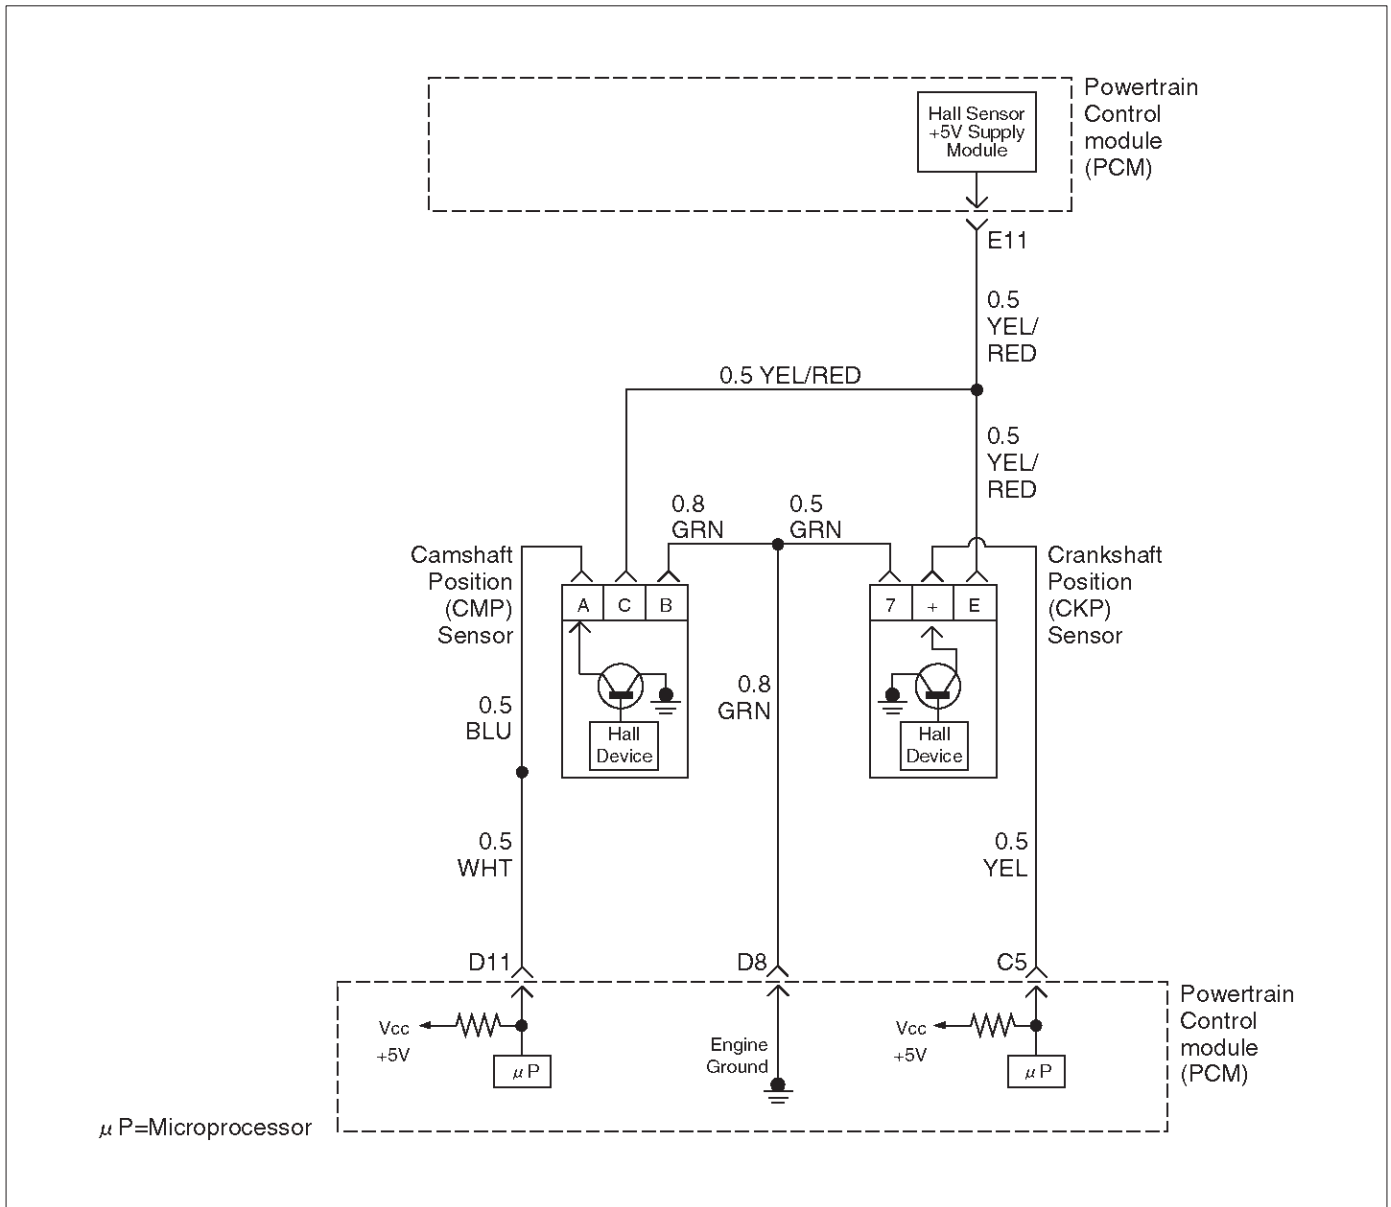 Powertrain
Control
module
(PCM)
Hall Sensor
+5V Supply
Module
E11
0.5
YEL/
RED
0.5 YEL/RED
0.5
YEL/
RED
0.8
GRN
0.5
GRN
Camshaft
Position
(CMP)
Sensor
A C B
7 + E
Crankshaft
Position
(CKP)
Sensor
Hall
Device
Hall
Device
0.5
BLU
0.8
GRN
0.5
WHT
0.5
YEL
D11
D8
C5
Vcc
+5V
μ P
Engine
Ground
Vcc
+5V
μ P
Powertrain
Control
module
(PCM)
μ P=Microprocessor